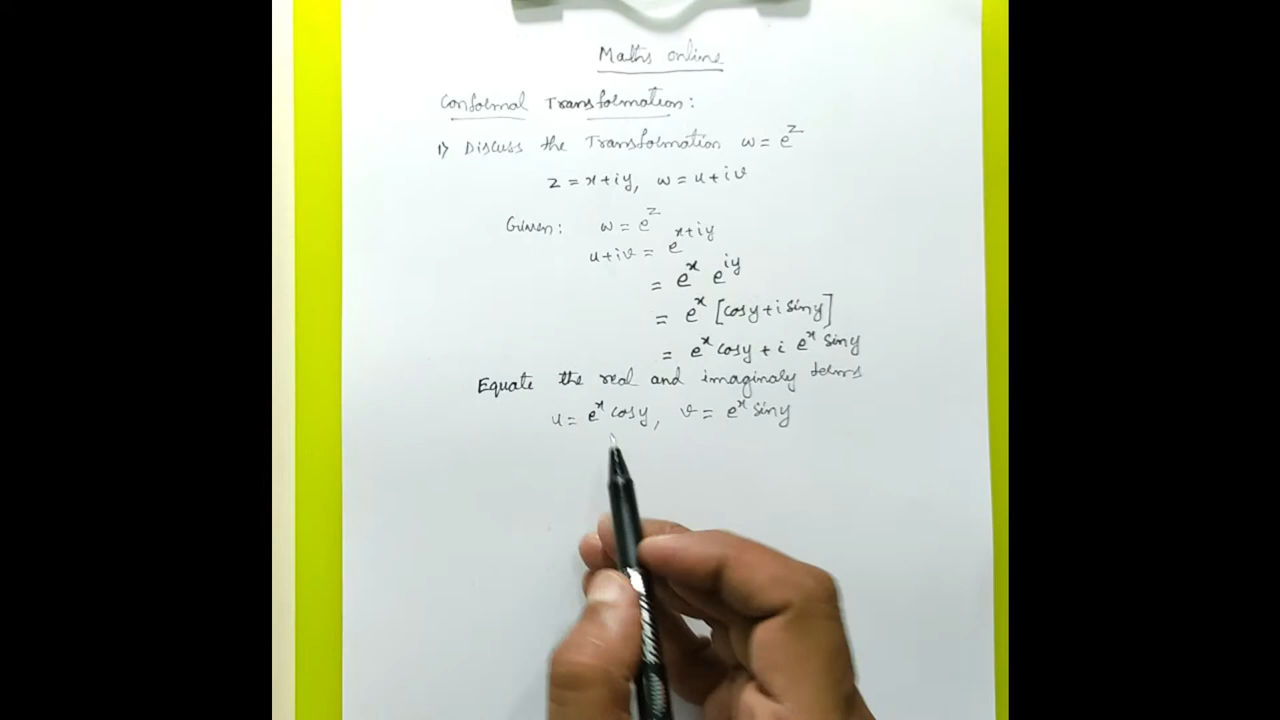 Maths online
Conformal Transformation:
1) Discuss the Transformation w = e^z
z = x+iy, w = u+iv
Given: w = e^z
u+iv = e^{x+iy}
= e^x e^{iy}
= e^x [cosy + i siny]
= e^x cosy + i e^x siny
Equate the real and imaginary terms
u = e^x cosy, v = e^x siny